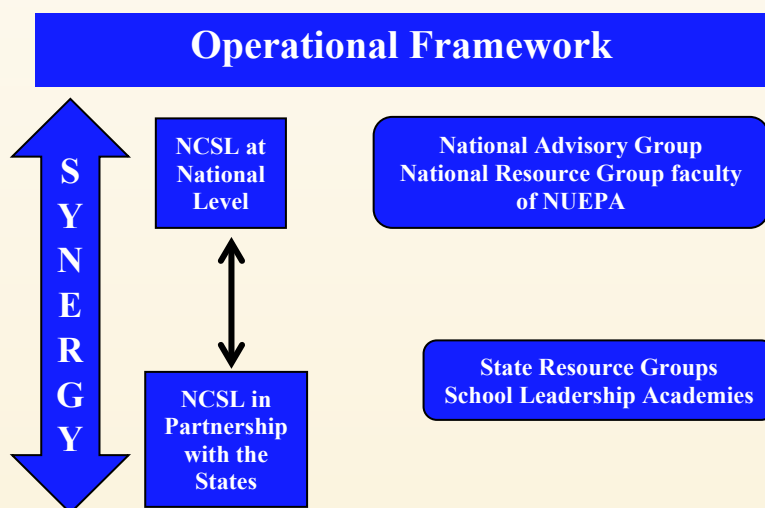 Operational Framework
S
Y
N
E
R
G
Y
NCSL at
National
Level
National Advisory Group
National Resource Group faculty
of NUEPA
NCSL in
Partnership
with the
States
State Resource Groups
School Leadership Academies